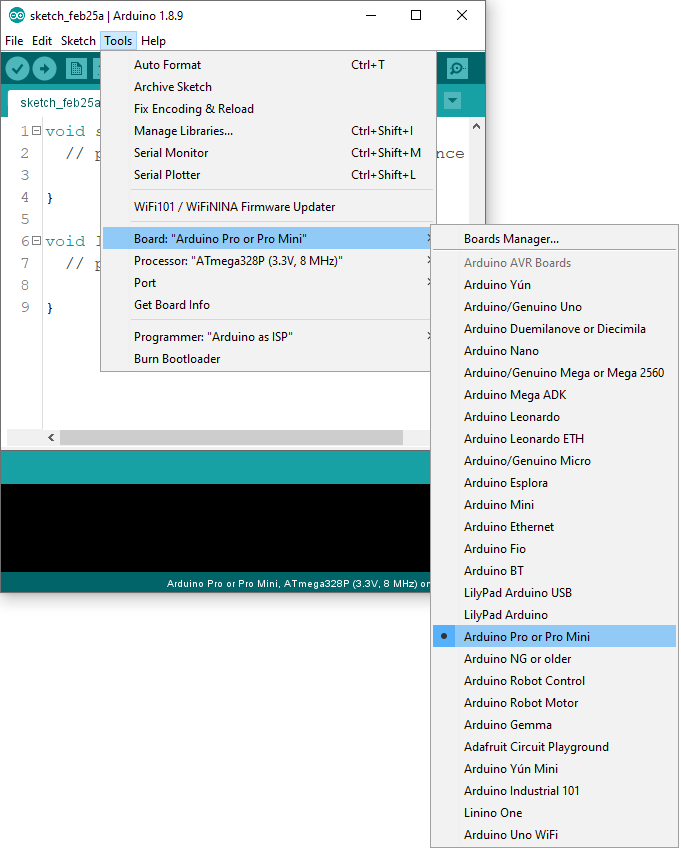 sketch_feb25a | Arduino 1.8.9
File Edit Sketch Tools Help
Auto Format Ctrl+T
Archive Sketch
Fix Encoding & Reload
Manage Libraries... Ctrl+Shift+I
Serial Monitor Ctrl+Shift+M
Serial Plotter Ctrl+Shift+L
WiFi101 / WiFiNINA Firmware Updater
Board: "Arduino Pro or Pro Mini"
Processor: "ATmega328P (3.3V, 8 MHz)"
Port
Get Board Info
Programmer: "Arduino as ISP"
Burn Bootloader
sketch_feb25a
1 void s
2 // p nce
3
4 }
5
6 void l
7 // p
8
9 }
Arduino Pro or Pro Mini, ATmega328P (3.3V, 8 MHz) on
Boards Manager...
Arduino AVR Boards
Arduino Yún
Arduino/Genuino Uno
Arduino Duemilanove or Diecimila
Arduino Nano
Arduino/Genuino Mega or Mega 2560
Arduino Mega ADK
Arduino Leonardo
Arduino Leonardo ETH
Arduino/Genuino Micro
Arduino Esplora
Arduino Mini
Arduino Ethernet
Arduino Fio
Arduino BT
LilyPad Arduino USB
LilyPad Arduino
Arduino Pro or Pro Mini
Arduino NG or older
Arduino Robot Control
Arduino Robot Motor
Arduino Gemma
Adafruit Circuit Playground
Arduino Yún Mini
Arduino Industrial 101
Linino One
Arduino Uno WiFi